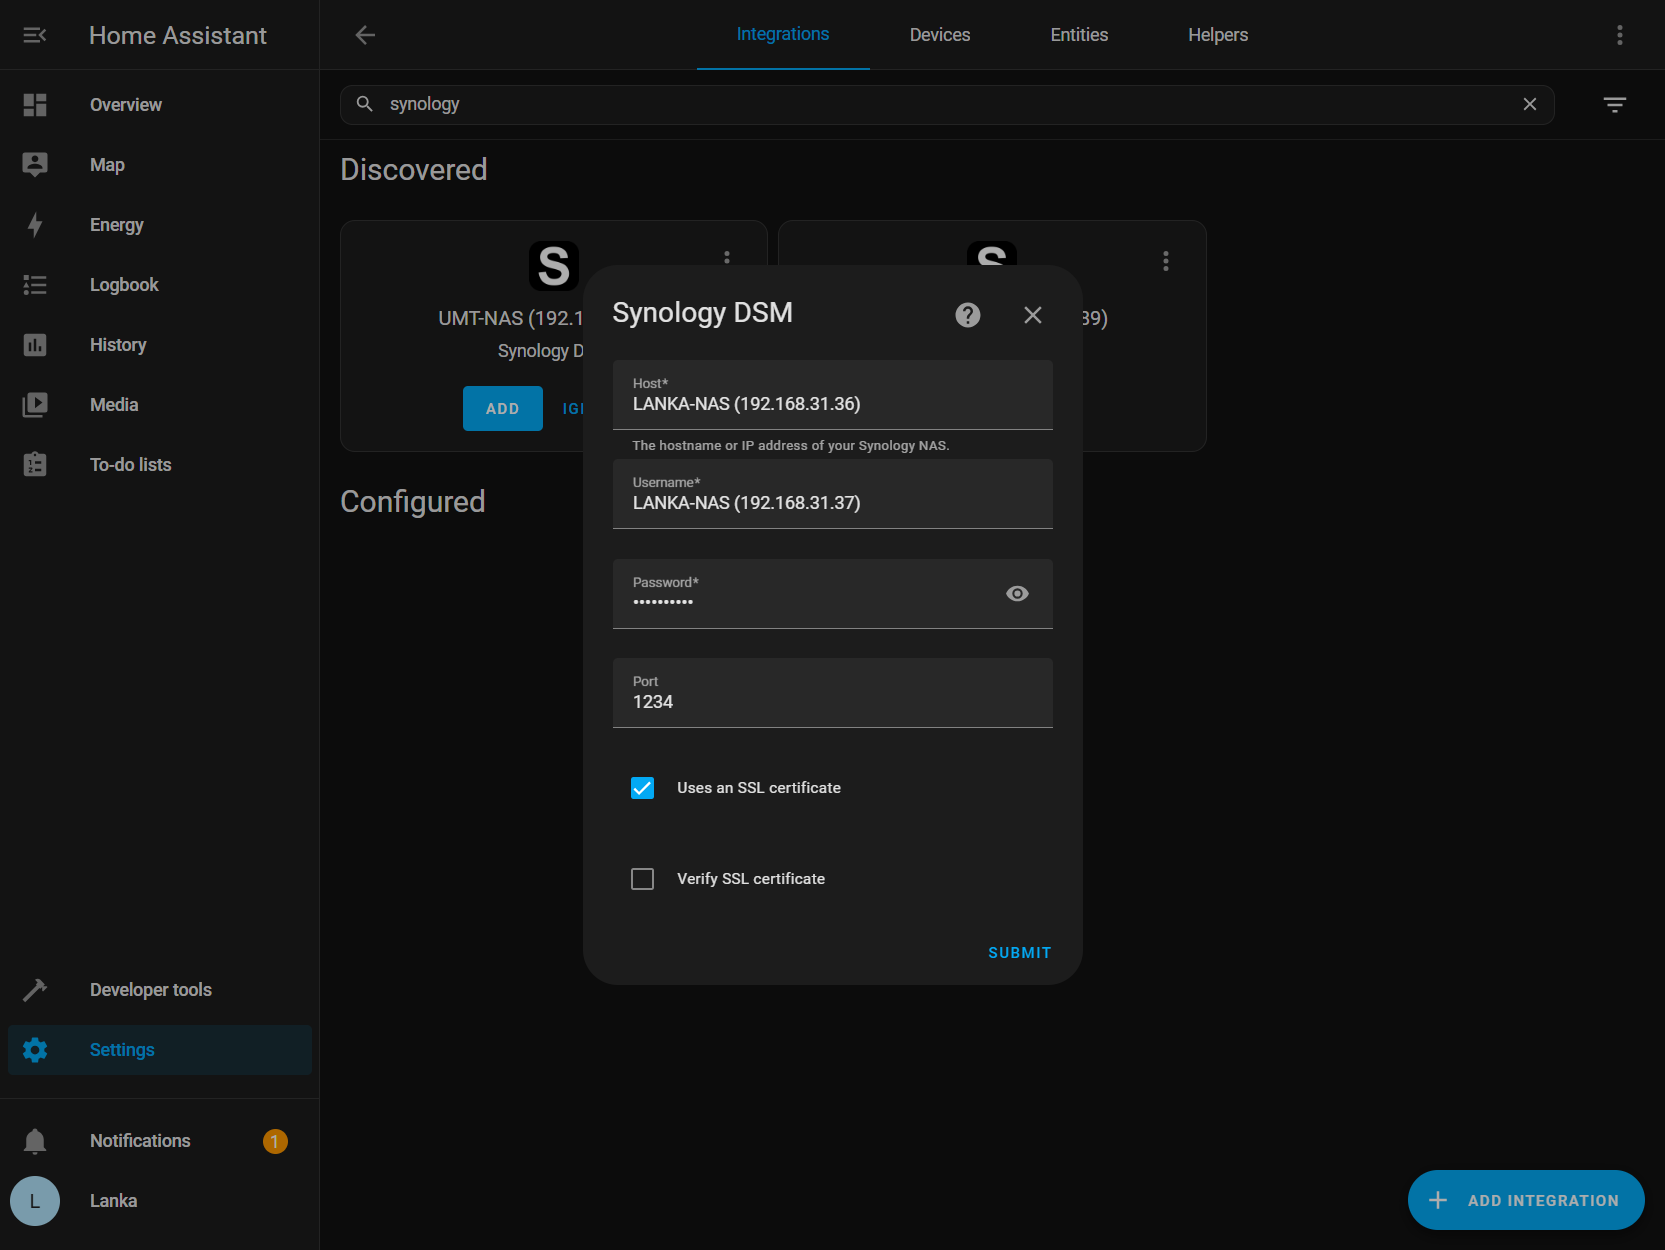 Home Assistant
Integrations
Devices
Entities
Helpers
synology
Overview
Map
Energy
Logbook
History
Media
To-do lists
Developer tools
Settings
Notifications
1
L
Lanka
Discovered
S
UMT-NAS (192.1
Synology D
ADD
IGI
S
39)
Configured
Synology DSM
Host*
LANKA-NAS (192.168.31.36)
The hostname or IP address of your Synology NAS.
Username*
LANKA-NAS (192.168.31.37)
Password*
••••••••••
Port
1234
Uses an SSL certificate
Verify SSL certificate
SUBMIT
ADD INTEGRATION